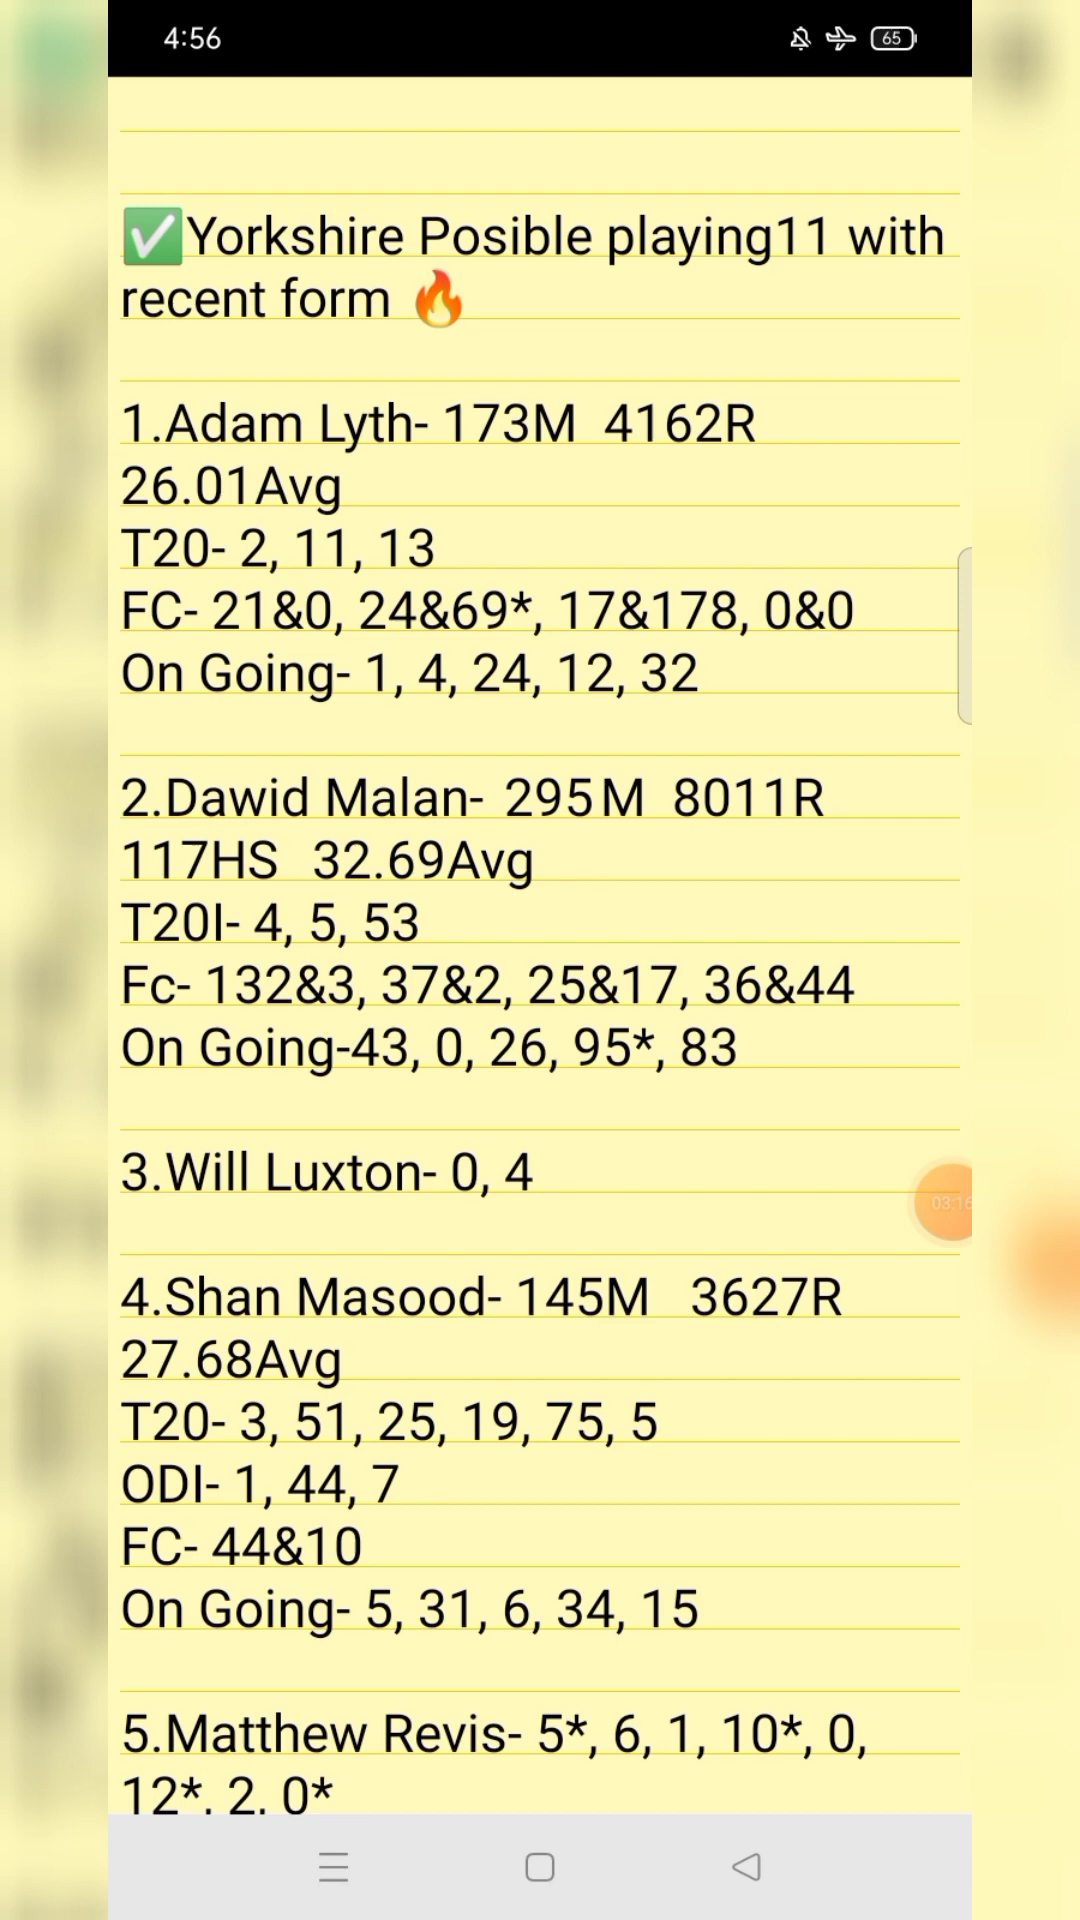 4:56
65
✅Yorkshire Posible playing11 with
recent form 🔥
1.Adam Lyth- 173M 4162R
26.01Avg
T20- 2, 11, 13
FC- 21&0, 24&69*, 17&178, 0&0
On Going- 1, 4, 24, 12, 32
2.Dawid Malan- 295M 8011R
117HS 32.69Avg
T20I- 4, 5, 53
Fc- 132&3, 37&2, 25&17, 36&44
On Going-43, 0, 26, 95*, 83
3.Will Luxton- 0, 4
03:16
4.Shan Masood- 145M 3627R
27.68Avg
T20- 3, 51, 25, 19, 75, 5
ODI- 1, 44, 7
FC- 44&10
On Going- 5, 31, 6, 34, 15
5.Matthew Revis- 5*, 6, 1, 10*, 0,
12*, 2, 0*